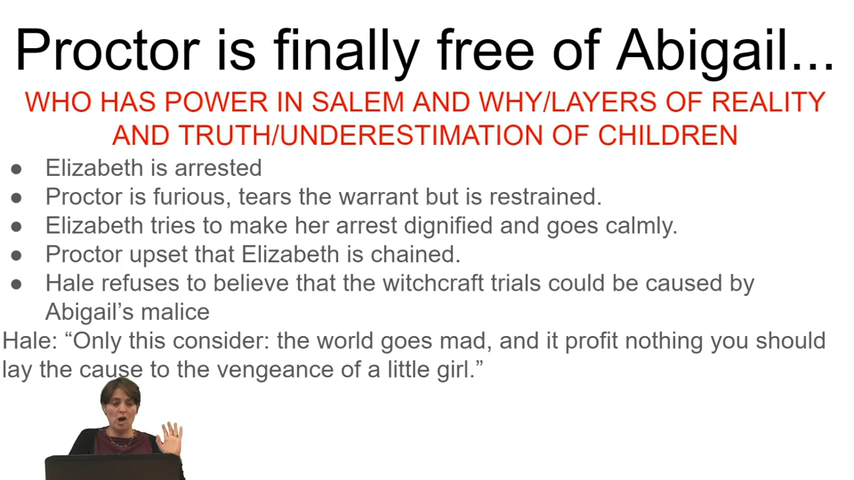 Proctor is finally free of Abigail...
WHO HAS POWER IN SALEM AND WHY/LAYERS OF REALITY
AND TRUTH/UNDERESTIMATION OF CHILDREN
● Elizabeth is arrested
● Proctor is furious, tears the warrant but is restrained.
● Elizabeth tries to make her arrest dignified and goes calmly.
● Proctor upset that Elizabeth is chained.
● Hale refuses to believe that the witchcraft trials could be caused by
Abigail’s malice
Hale: “Only this consider: the world goes mad, and it profit nothing you should
lay the cause to the vengeance of a little girl.”